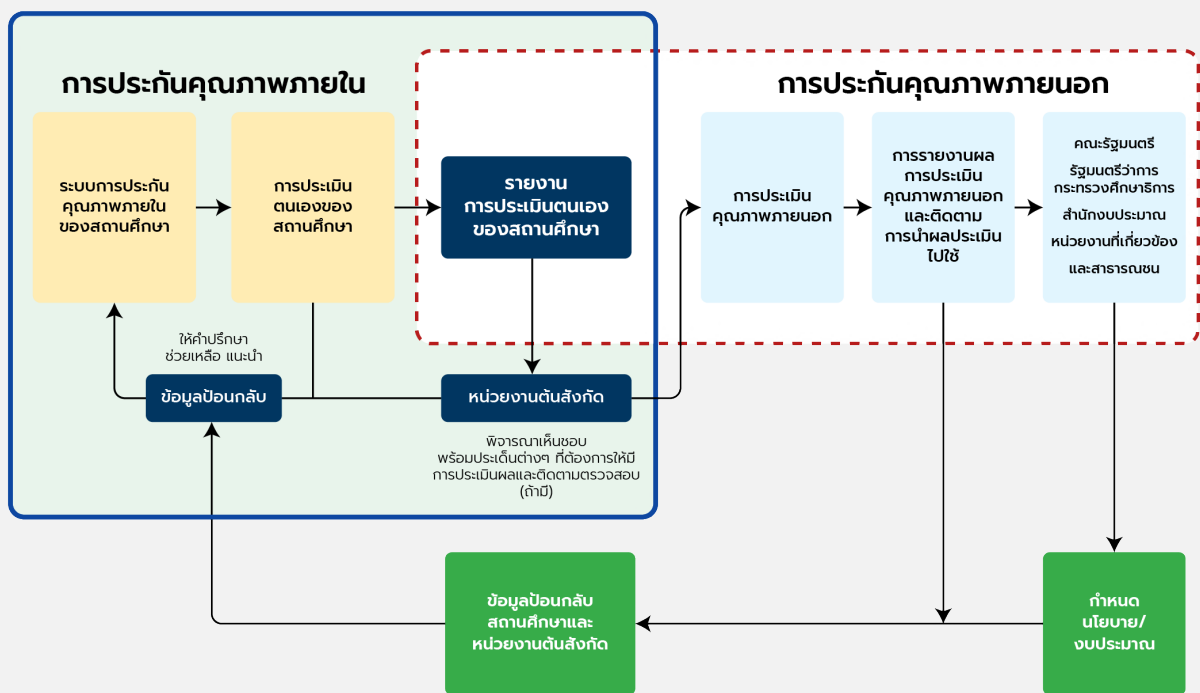 การประกันคุณภาพภายใน
การประกันคุณภาพภายนอก
ระบบการประกัน
คุณภาพภายใน
ของสถานศึกษา
การประเมิน
ตนเองของ
สถานศึกษา
รายงาน
การประเมินตนเอง
ของสถานศึกษา
การประเมิน
คุณภาพภายนอก
การรายงานผล
การประเมิน
คุณภาพภายนอก
และติดตาม
การนำผลประเมิน
ไปใช้
คณะรัฐมนตรี
รัฐมนตรีว่าการ
กระทรวงศึกษาธิการ
สำนักงบประมาณ
หน่วยงานที่เกี่ยวข้อง
และสาธารณชน
ให้คำปรึกษา
ช่วยเหลือ แนะนำ
ข้อมูลป้อนกลับ
หน่วยงานต้นสังกัด
พิจารณาเห็นชอบ
พร้อมประเด็นต่างๆ ที่ต้องการให้มี
การประเมินผลและติดตามตรวจสอบ
(ถ้ามี)
ข้อมูลป้อนกลับ
สถานศึกษาและ
หน่วยงานต้นสังกัด
กำหนด
นโยบาย/
งบประมาณ